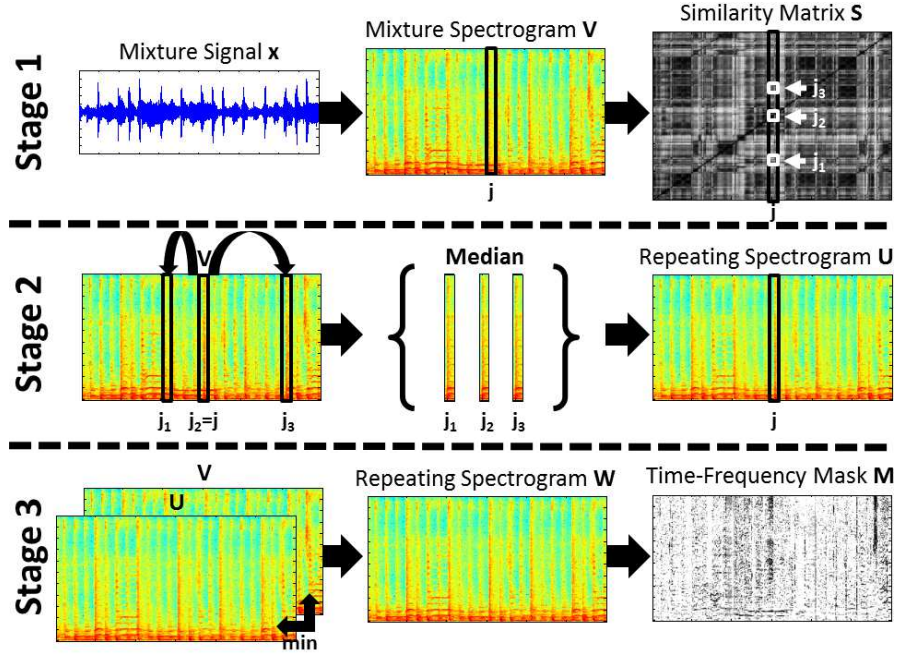 Stage 1
Mixture Signal x
Mixture Spectrogram V
j
Similarity Matrix S
j3
j2
j1
j
Stage 2
V
j1 j2=j j3
Median
j1 j2 j3
Repeating Spectrogram U
j
Stage 3
V
U
min
Repeating Spectrogram W
Time-Frequency Mask M